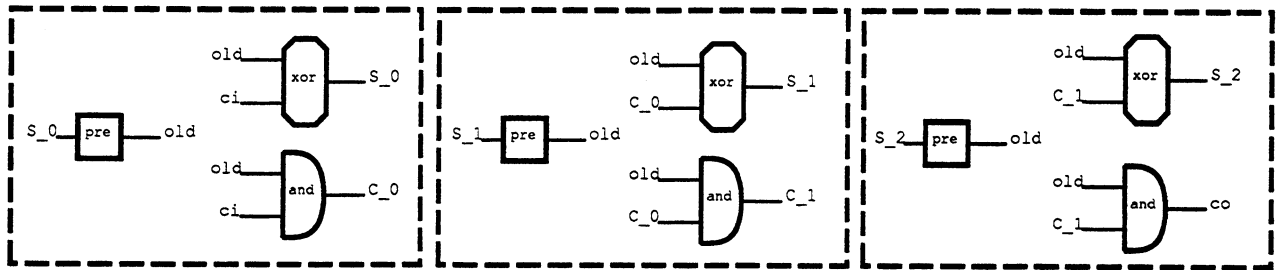 old
xor
S_0
ci
S_0
pre
old
old
and
C_0
ci
old
xor
S_1
C_0
S_1
pre
old
old
and
C_1
C_0
old
xor
S_2
C_1
S_2
pre
old
old
and
co
C_1